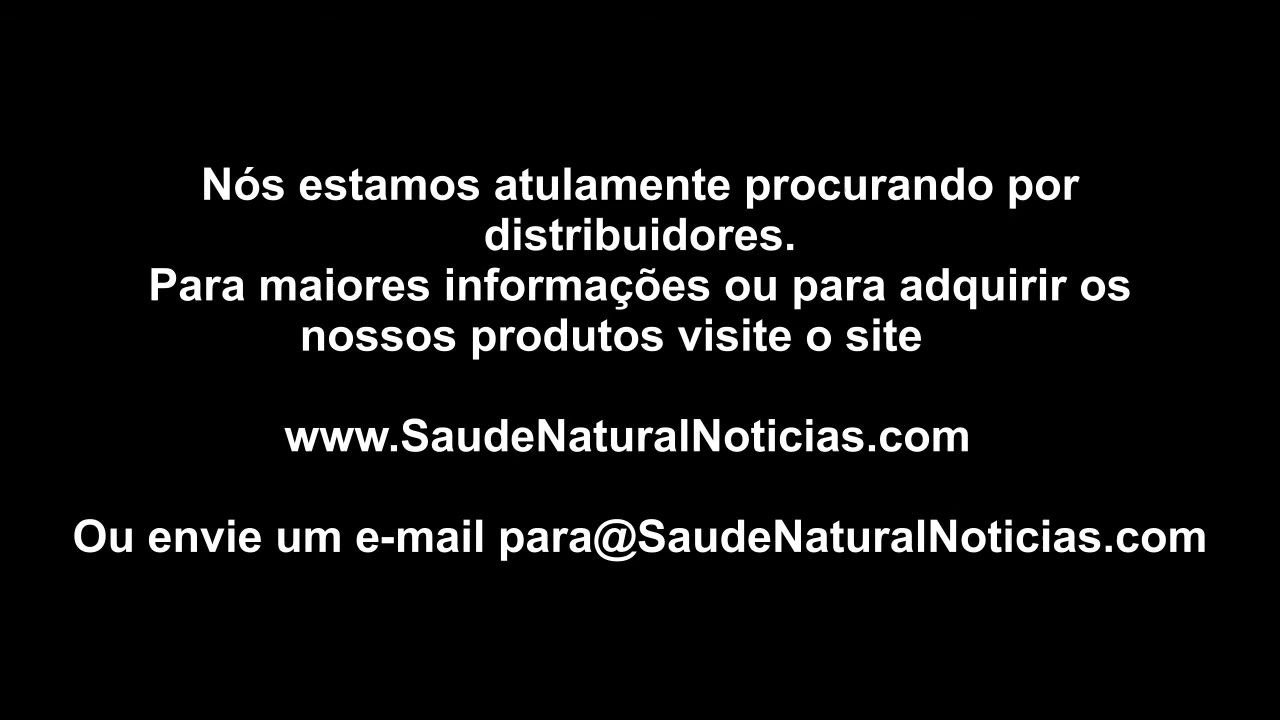 Nós estamos atulamente procurando por
distribuidores.
Para maiores informações ou para adquirir os
nossos produtos visite o site
www.SaudeNaturalNoticias.com
Ou envie um e-mail para@SaudeNaturalNoticias.com